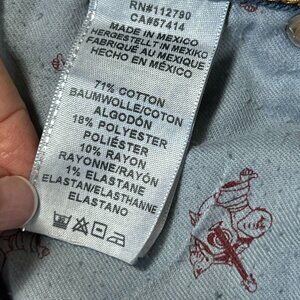 RN#112790
CA#57414
MADE IN MEXICO
HERGESTELLT IN MEXIKO
FABRIQUÉ AU MEXIQUE
HECHO EN MÉXICO
71% COTTON
BAUMWOLLE/COTON
ALGODÓN
18% POLYESTER
POLIÉSTER
10% RAYON
RAYONNE/RAYÓN
1% ELASTANE
ELASTAN/ELASTHANNE
ELASTANO